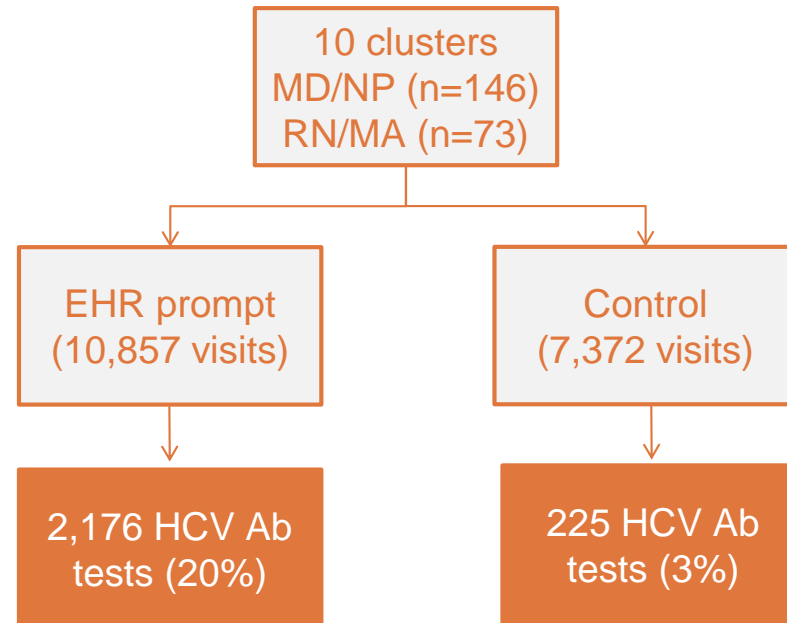 10 clusters
MD/NP (n=146)
RN/MA (n=73)
EHR prompt
(10,857 visits)
Control
(7,372 visits)
2,176 HCV Ab
tests (20%)
225 HCV Ab
tests (3%)